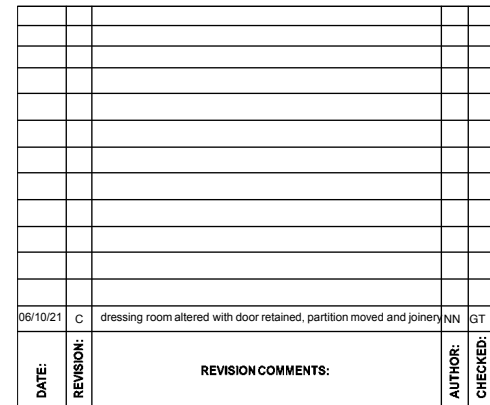 06/10/21 C dressing room altered with door retained, partition moved and joinery NN GT
DATE: REVISION: REVISION COMMENTS: AUTHOR: CHECKED: